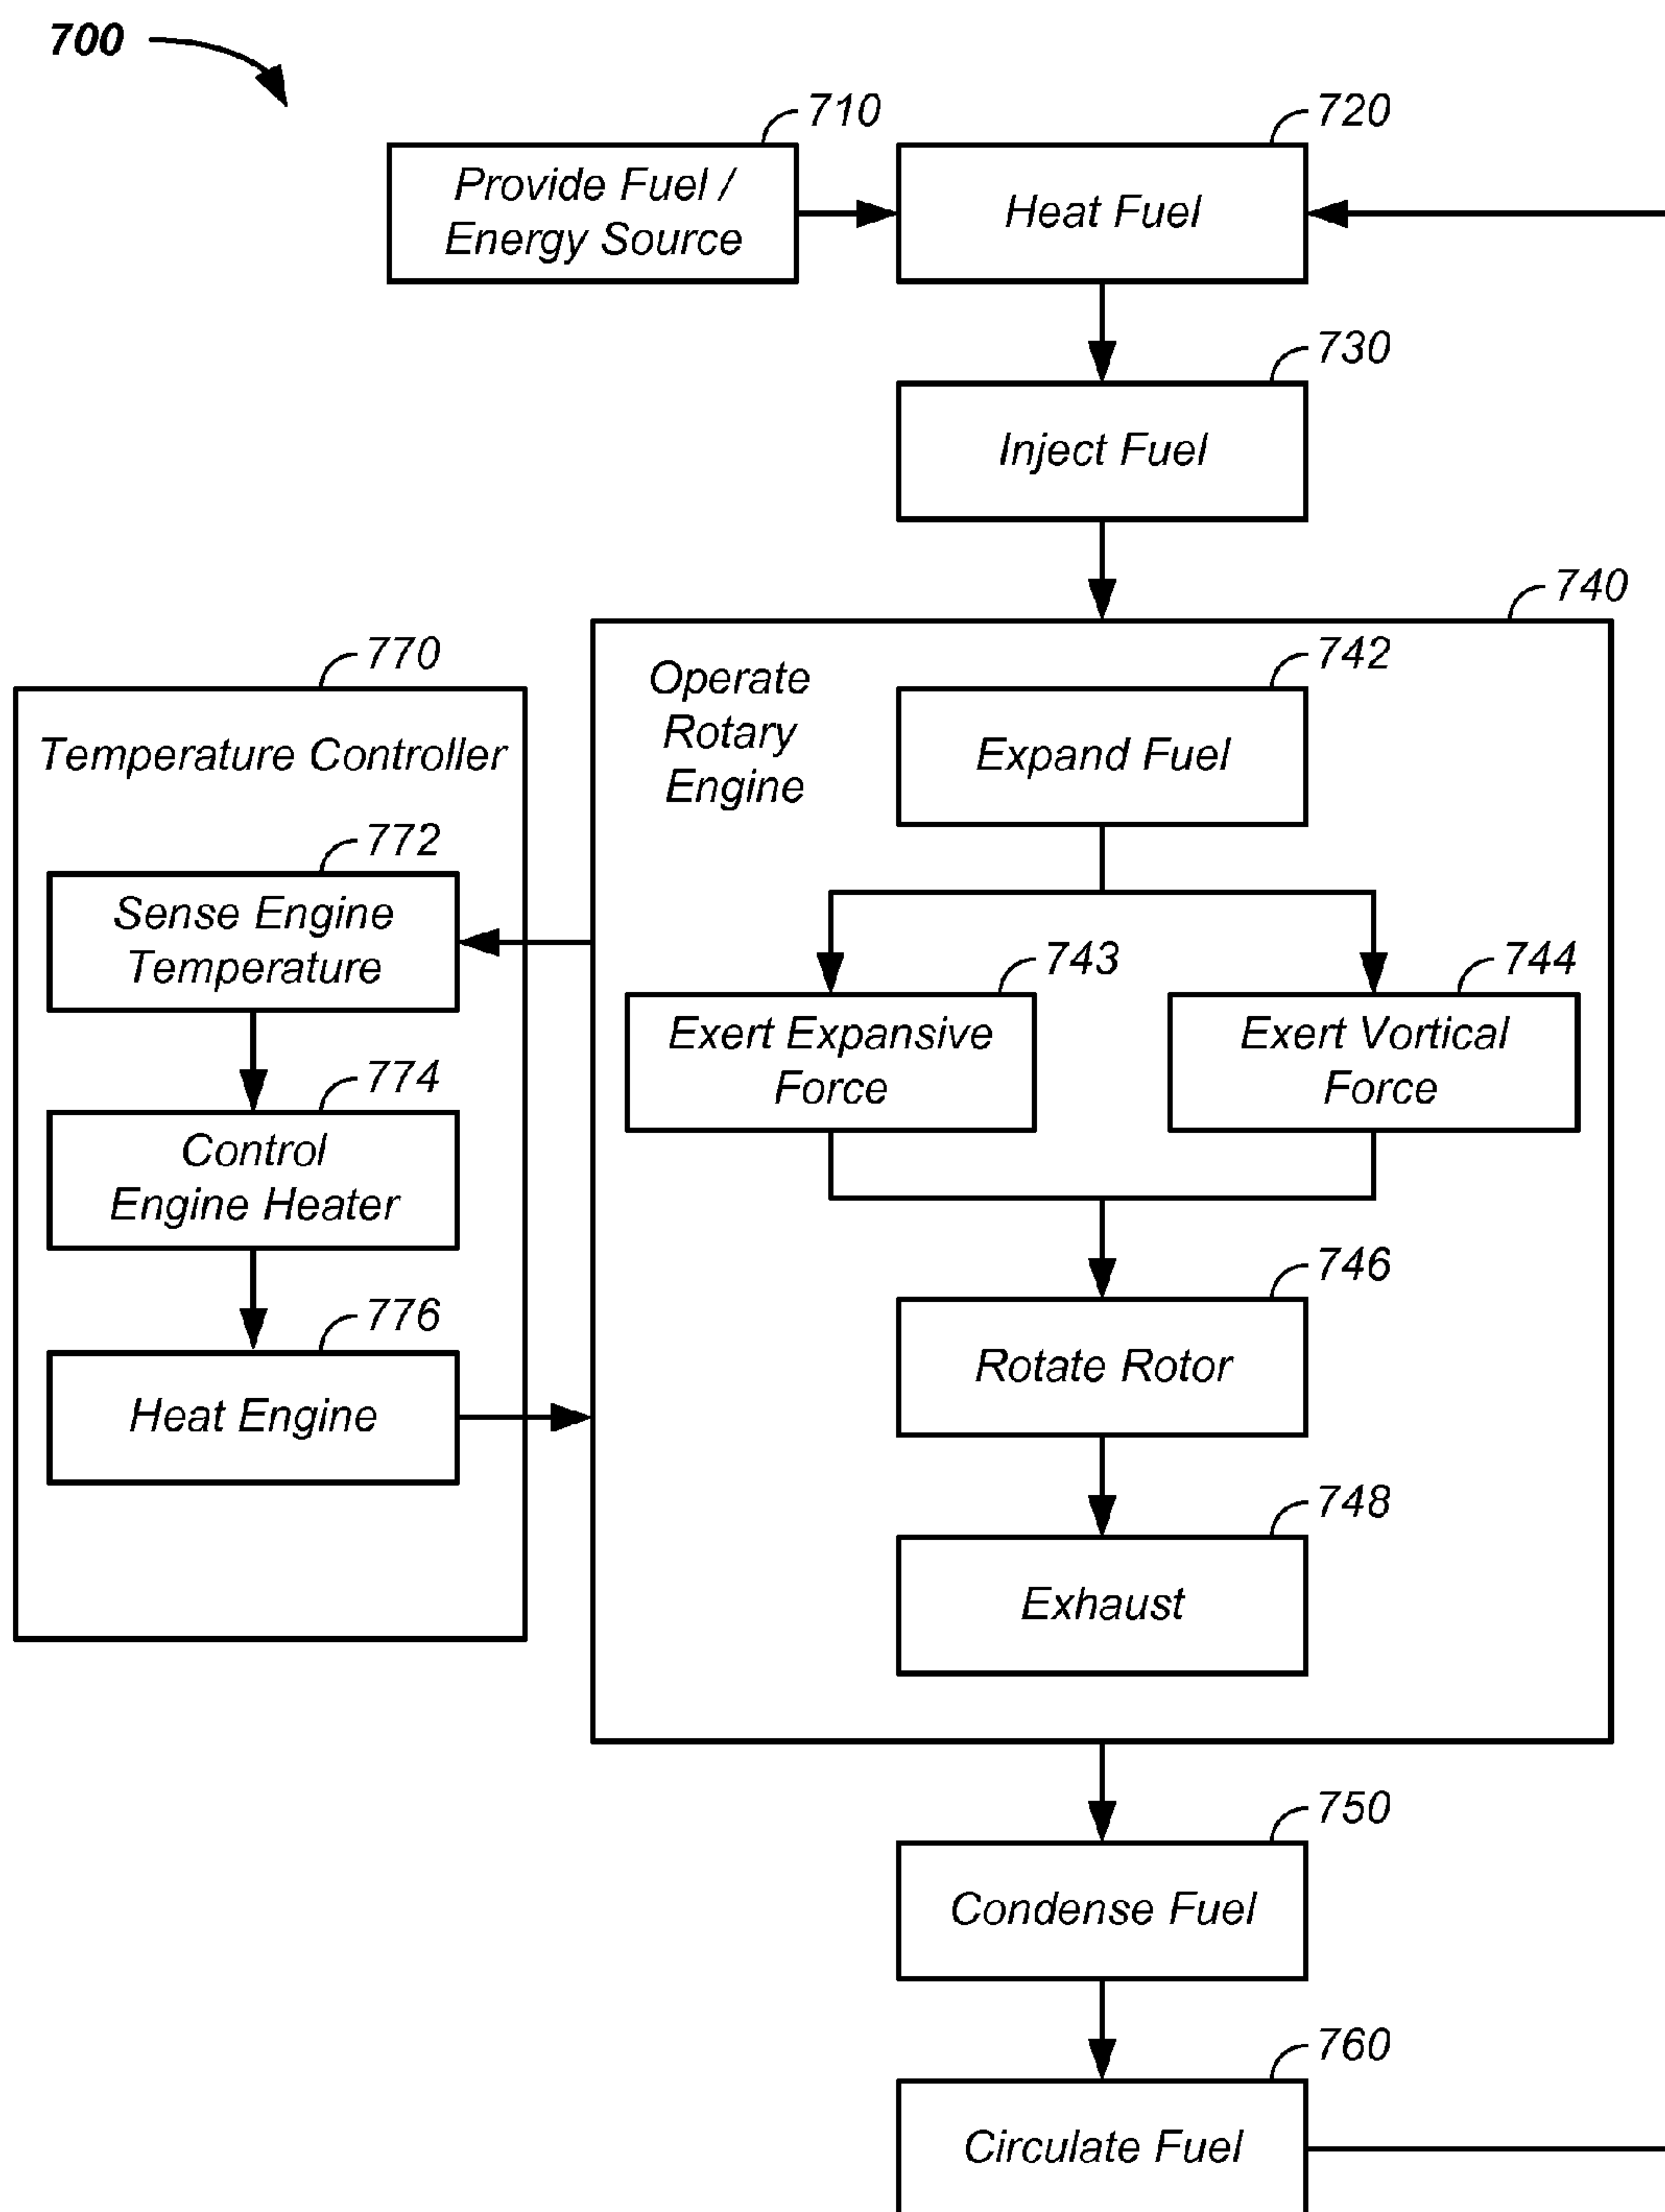 700
710
Provide Fuel /
Energy Source
720
Heat Fuel
730
Inject Fuel
740
Operate
Rotary
Engine
742
Expand Fuel
743
Exert Expansive
Force
744
Exert Vortical
Force
746
Rotate Rotor
748
Exhaust
770
Temperature Controller
772
Sense Engine
Temperature
774
Control
Engine Heater
776
Heat Engine
750
Condense Fuel
760
Circulate Fuel